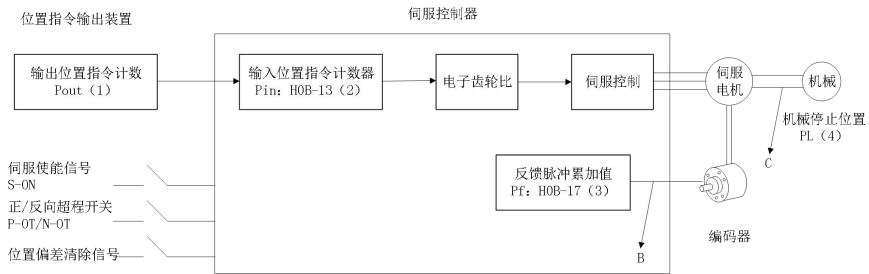 位置指令输出装置
伺服控制器
输出位置指令计数
Pout（1）
输入位置指令计数器
Pin：H0B-13（2）
电子齿轮比
伺服控制
伺服
电机
机械
机械停止位置
PL（4）
C
伺服使能信号
S-ON
正/反向超程开关
P-OT/N-OT
位置偏差清除信号
反馈脉冲累加值
Pf：H0B-17（3）
B
编码器